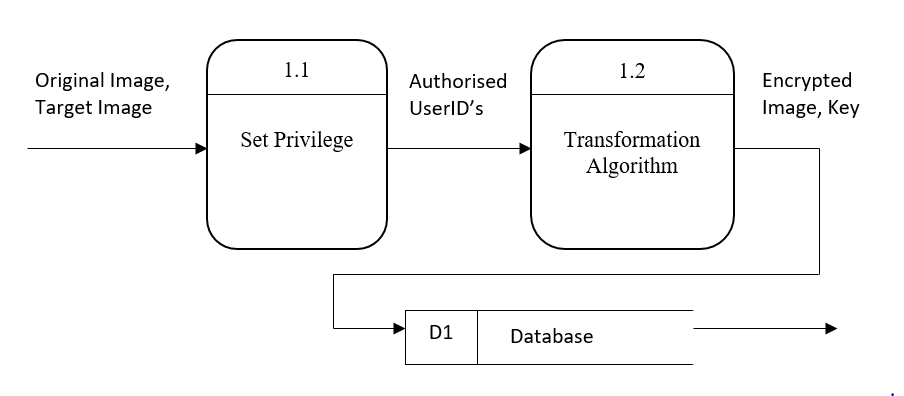 Original Image,
Target Image
1.1
Set Privilege
Authorised
UserID’s
1.2
Transformation
Algorithm
Encrypted
Image, Key
D1
Database